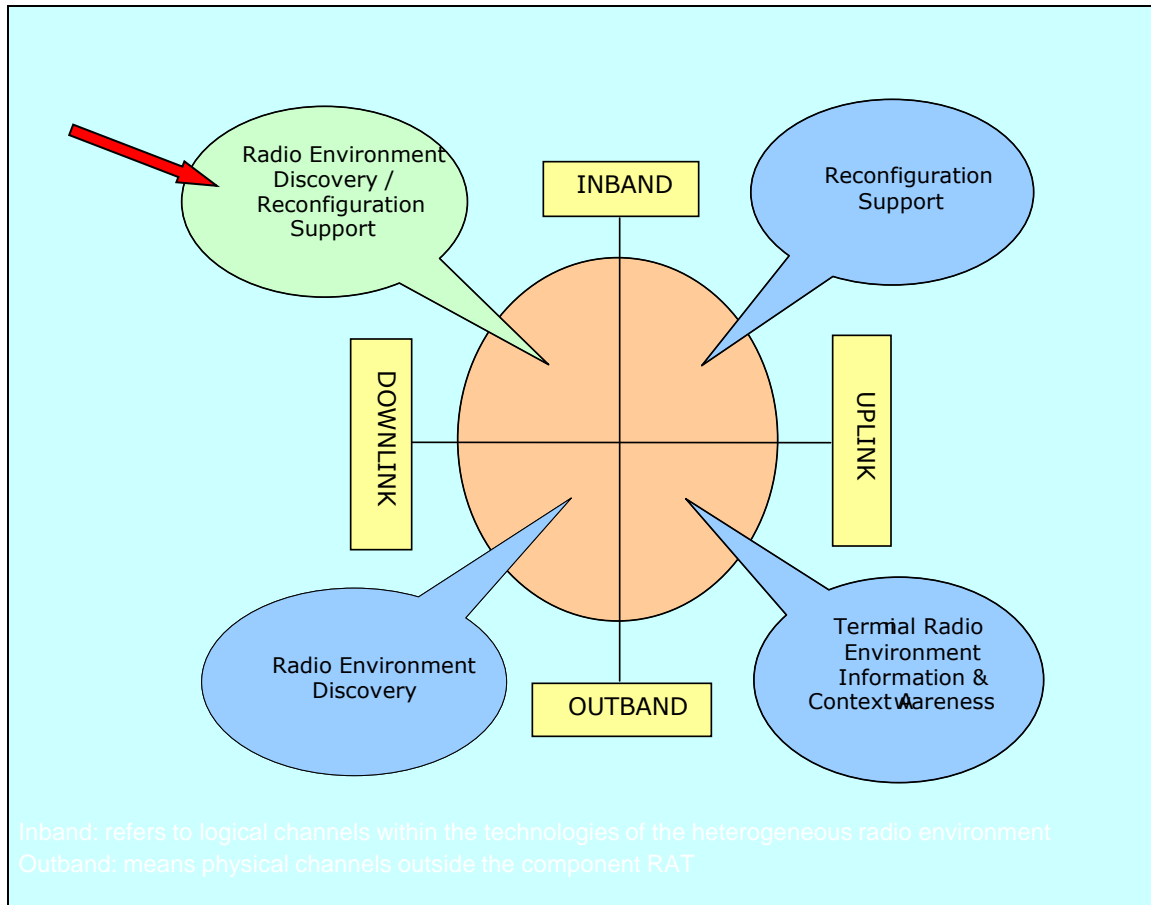 Radio Environment
Discovery /
Reconfiguration
Support
INBAND
Reconfiguration
Support
DOWNLINK
UPLINK
Radio Environment
Discovery
OUTBAND
Terminal Radio
Environment
Information &
Context Awareness
Inband: refers to logical channels within the technologies of the heterogeneous radio environment
Outband: means physical channels outside the component RAT